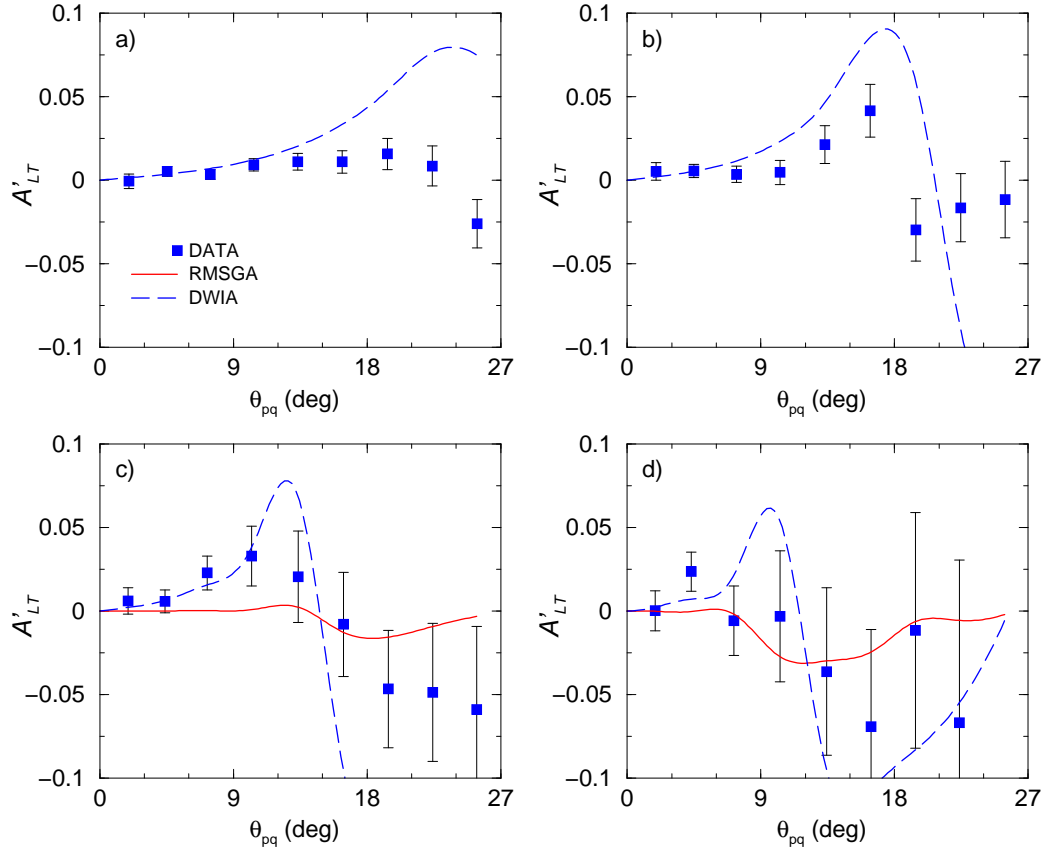 a)
0.1
0.05
0
−0.05
−0.1
A'LT
DATA
RMSGA
DWIA
0 9 18 27
θpq (deg)
b)
0.1
0.05
0
−0.05
−0.1
A'LT
0 9 18 27
θpq (deg)
c)
0.1
0.05
0
−0.05
−0.1
A'LT
0 9 18 27
θpq (deg)
d)
0.1
0.05
0
−0.05
−0.1
A'LT
0 9 18 27
θpq (deg)